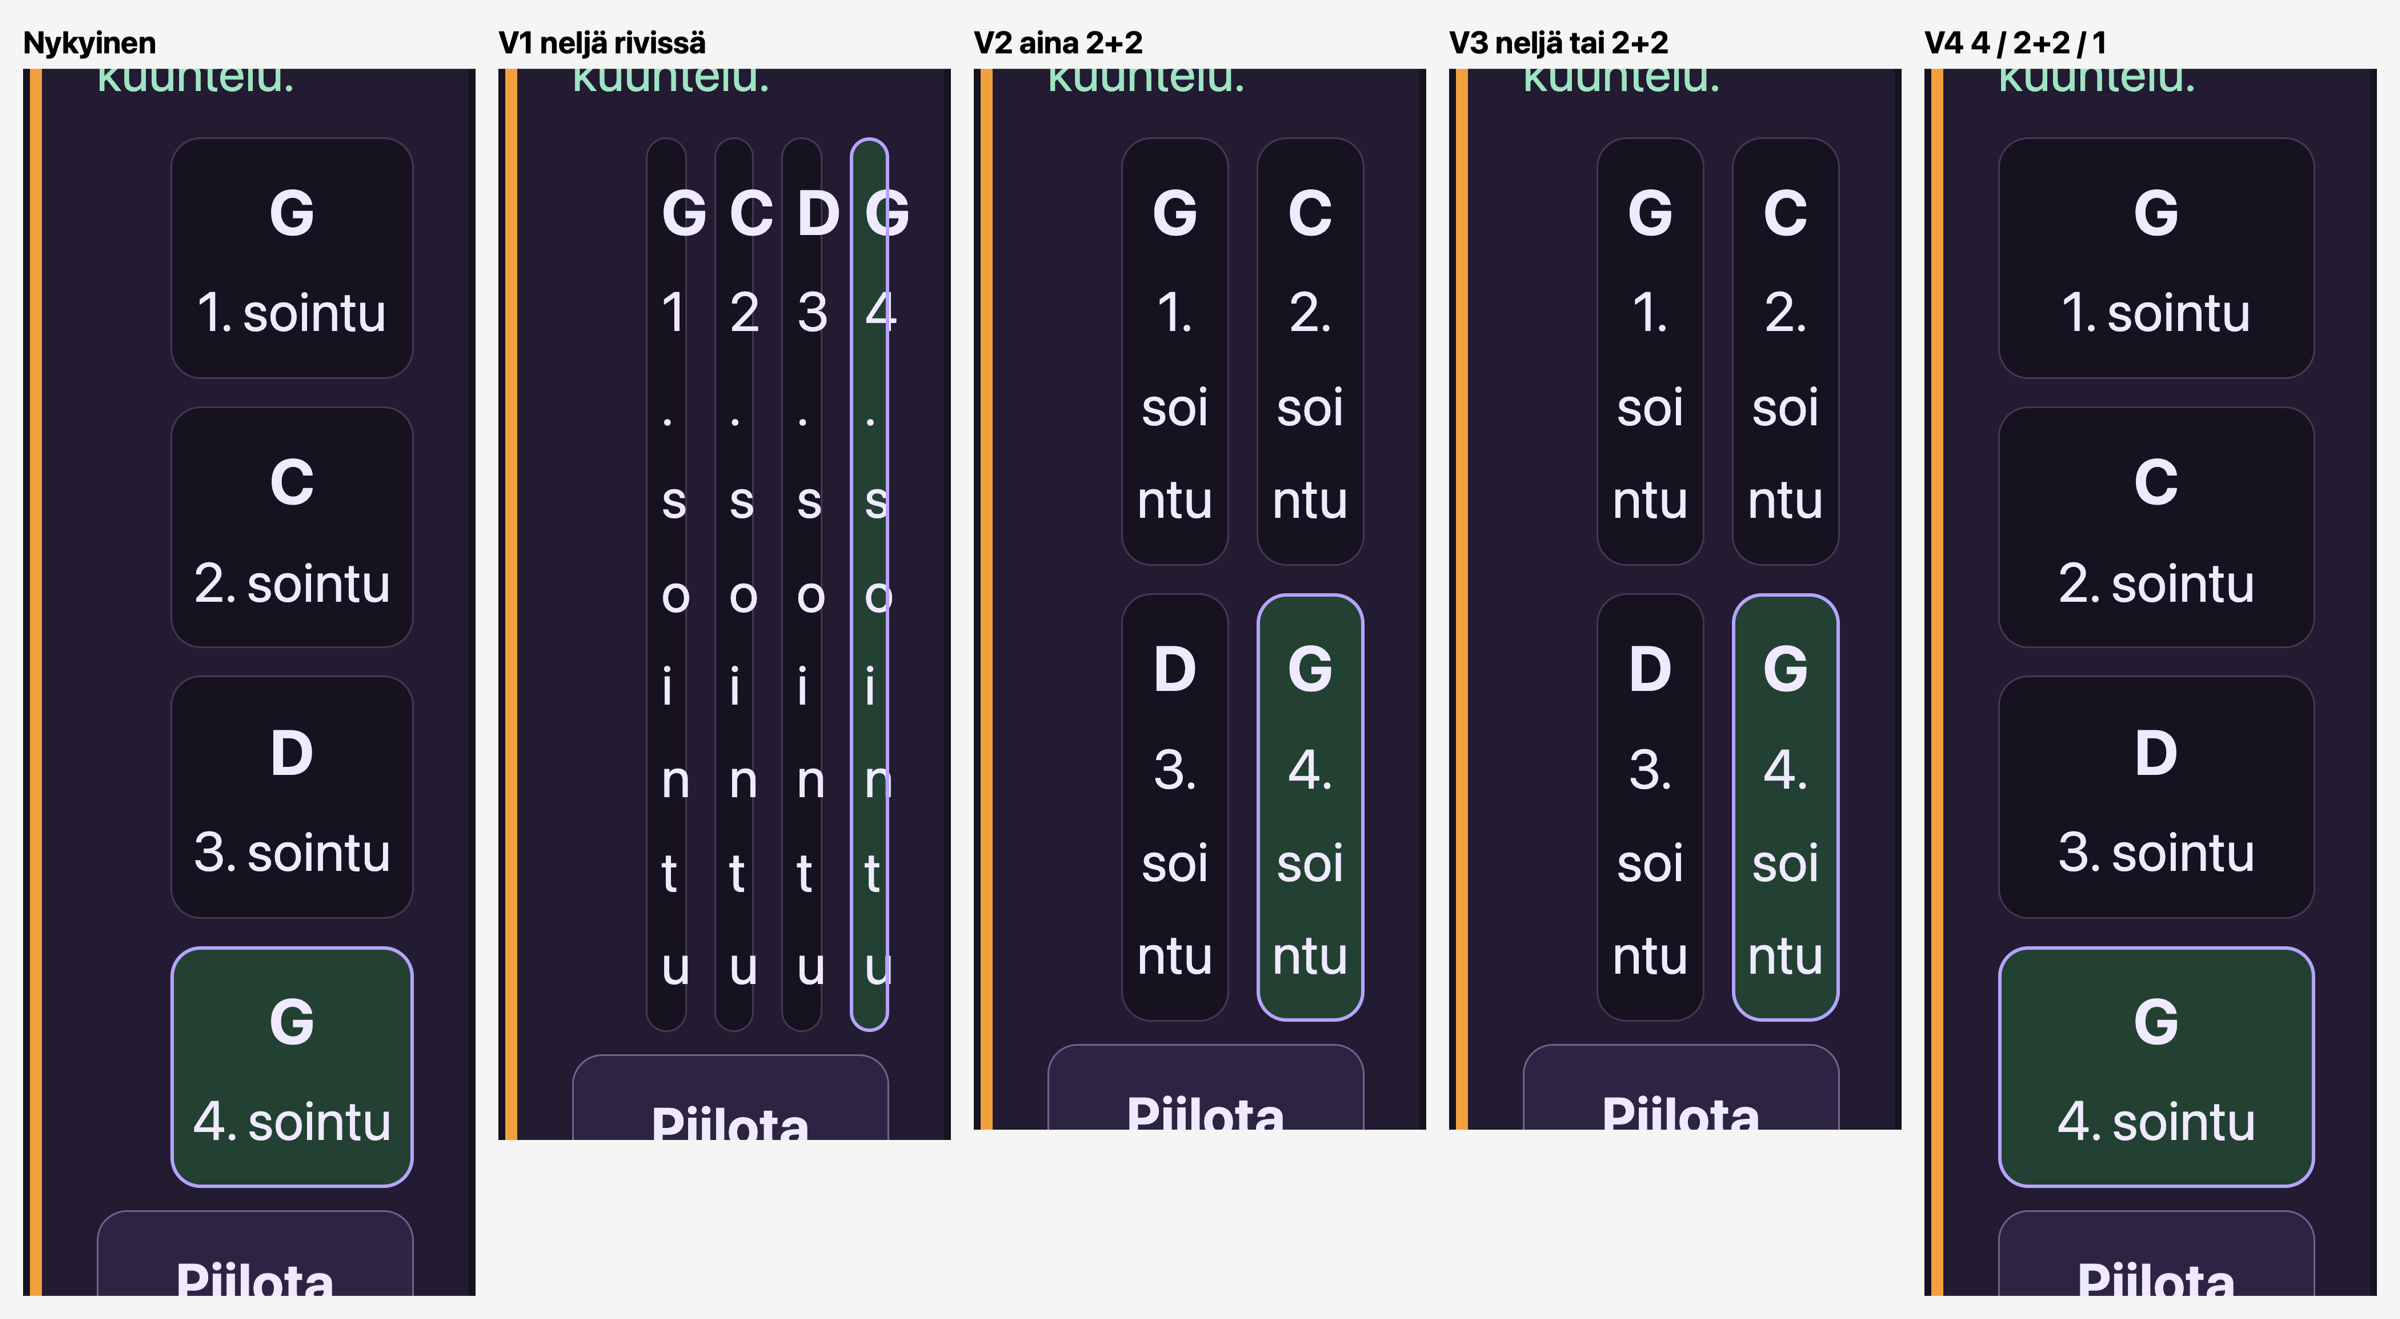 Nykyinen
kuuntelu.
G
1. sointu
C
2. sointu
D
3. sointu
G
4. sointu
Piilota
V1 neljä rivissä
kuuntelu.
G C D G
1 2 3 4
. . . .
s s s s
o o o o
i i i i
n n n n
t t t t
u u u u
Piilota
V2 aina 2+2
kuuntelu.
G C
1. 2.
soi soi
ntu ntu
D G
3. 4.
soi soi
ntu ntu
Piilota
V3 neljä tai 2+2
kuuntelu.
G C
1. 2.
soi soi
ntu ntu
D G
3. 4.
soi soi
ntu ntu
Piilota
V4 4 / 2+2 / 1
kuuntelu.
G
1. sointu
C
2. sointu
D
3. sointu
G
4. sointu
Piilota